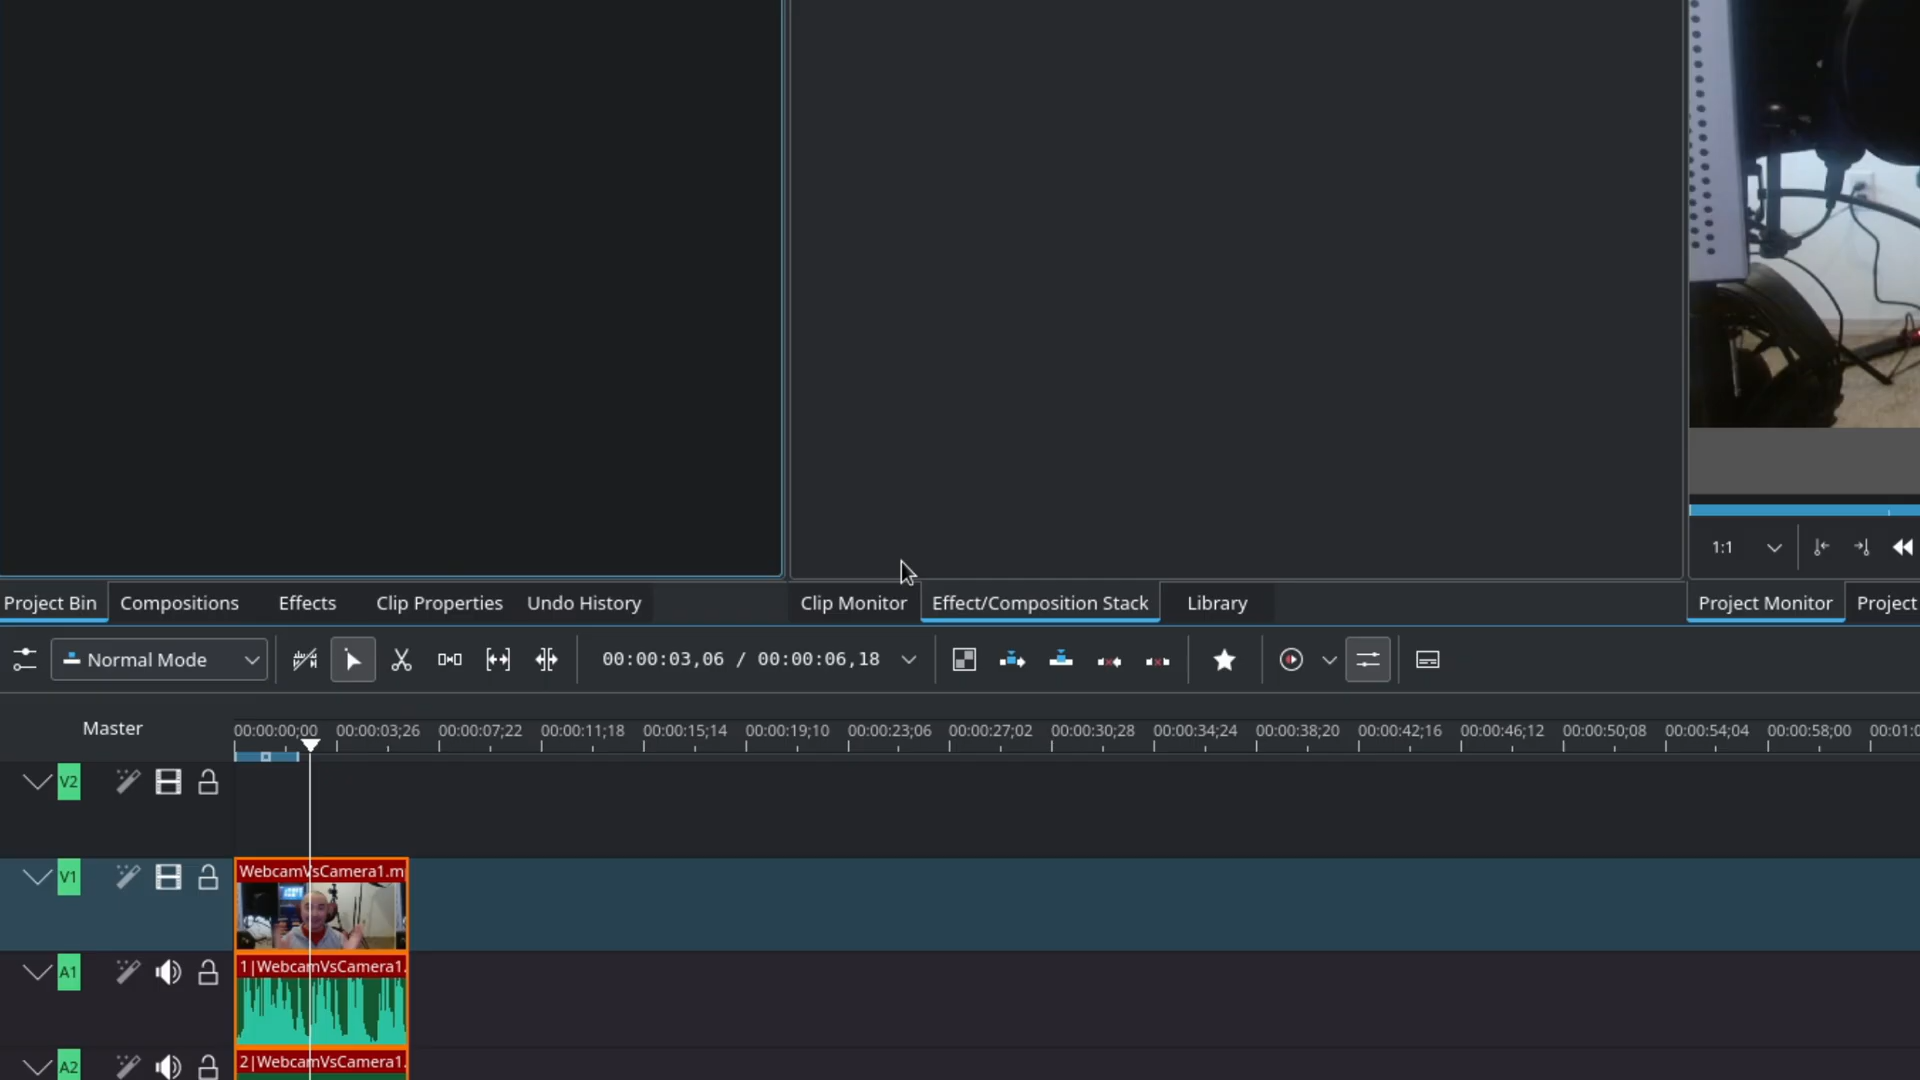 1:1
Project Bin Compositions Effects Clip Properties Undo History Clip Monitor Effect/Composition Stack Library Project Monitor Project
Normal Mode 00:00:03,06 / 00:00:06,18
Master 00:00:00;00 00:00:03;26 00:00:07;22 00:00:11;18 00:00:15;14 00:00:19;10 00:00:23;06 00:00:27;02 00:00:30;28 00:00:34;24 00:00:38;20 00:00:42;16 00:00:46;12 00:00:50;08 00:00:54;04 00:00:58;00 00:01:0
V2
V1 WebcamVsCamera1.m
A1 1|WebcamVsCamera1.
A2 2|WebcamVsCamera1.